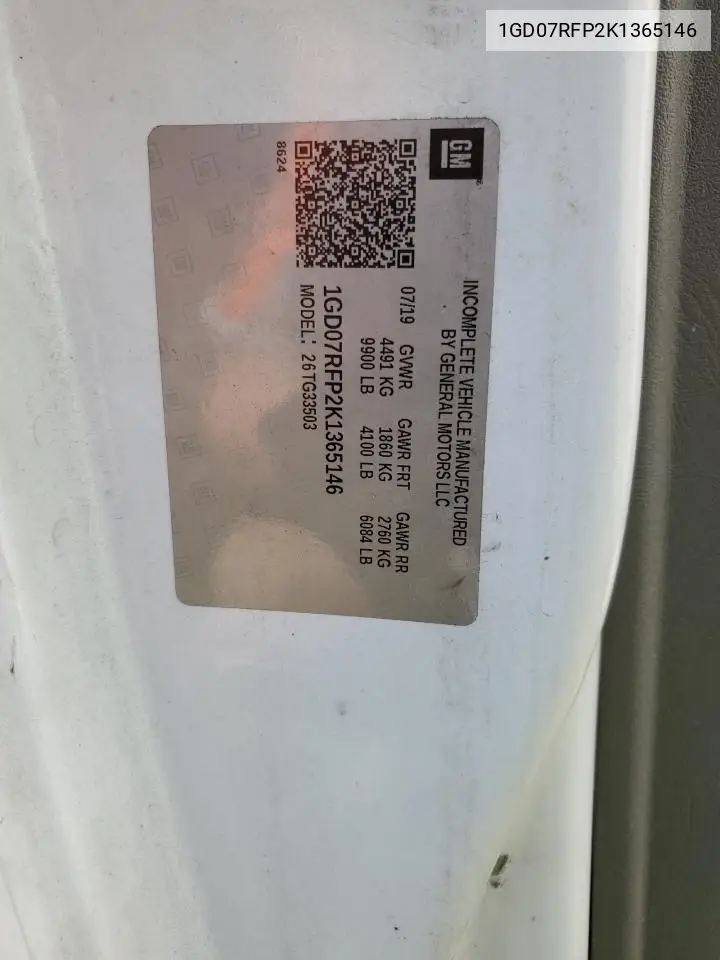 1GD07RFP2K1365146
GM
INCOMPLETE VEHICLE MANUFACTURED
BY GENERAL MOTORS LLC
07/19 GVWR GAWR FRT GAWR RR
4491 KG 1860 KG 2760 KG
9900 LB 4100 LB 6084 LB
1GD07RFP2K1365146
MODEL: 26TG33503
8624